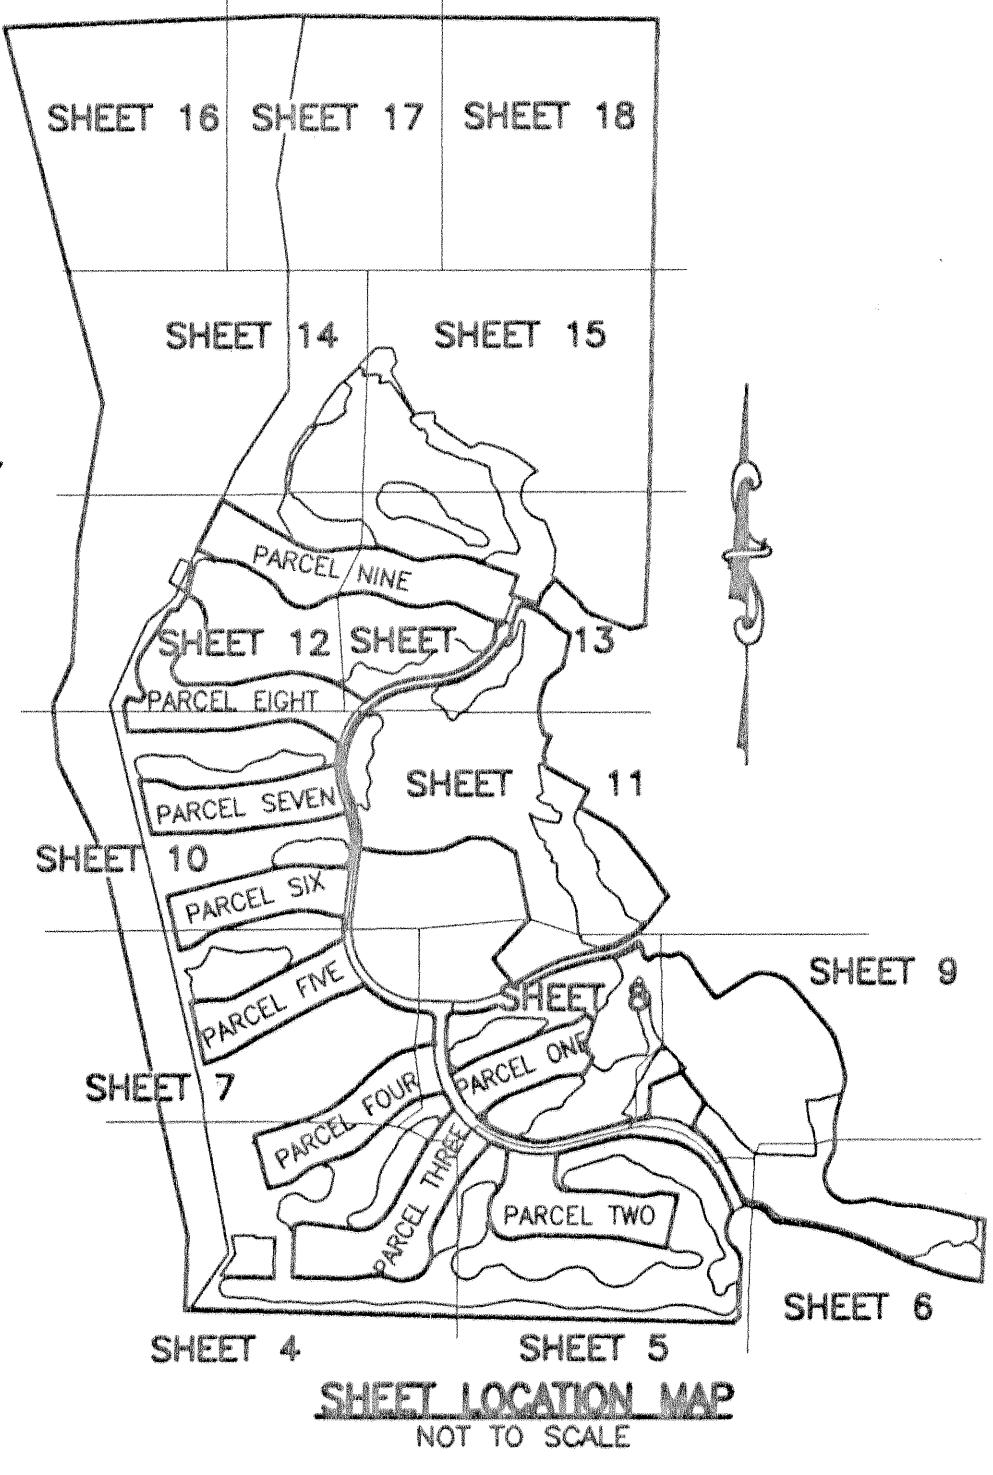 SHEET 16
SHEET 17
SHEET 18
SHEET 14
SHEET 15
PARCEL NINE
SHEET 12
SHEET 13
PARCEL EIGHT
SHEET 11
PARCEL SEVEN
SHEET 10
PARCEL SIX
PARCEL FIVE
SHEET 9
SHEET 8
PARCEL ONE
SHEET 7
PARCEL FOUR
PARCEL THREE
PARCEL TWO
SHEET 6
SHEET 4
SHEET 5
SHEET LOCATION MAP
NOT TO SCALE